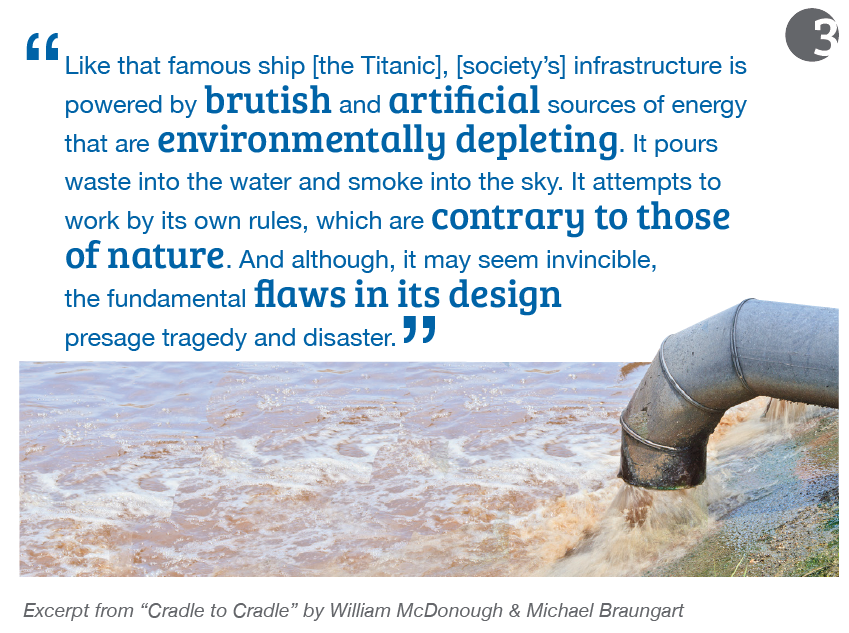 3
“Like that famous ship [the Titanic], [society’s] infrastructure is
powered by brutish and artificial sources of energy
that are environmentally depleting. It pours
waste into the water and smoke into the sky. It attempts to
work by its own rules, which are contrary to those
of nature. And although, it may seem invincible,
the fundamental flaws in its design
presage tragedy and disaster.”
Excerpt from “Cradle to Cradle” by William McDonough & Michael Braungart